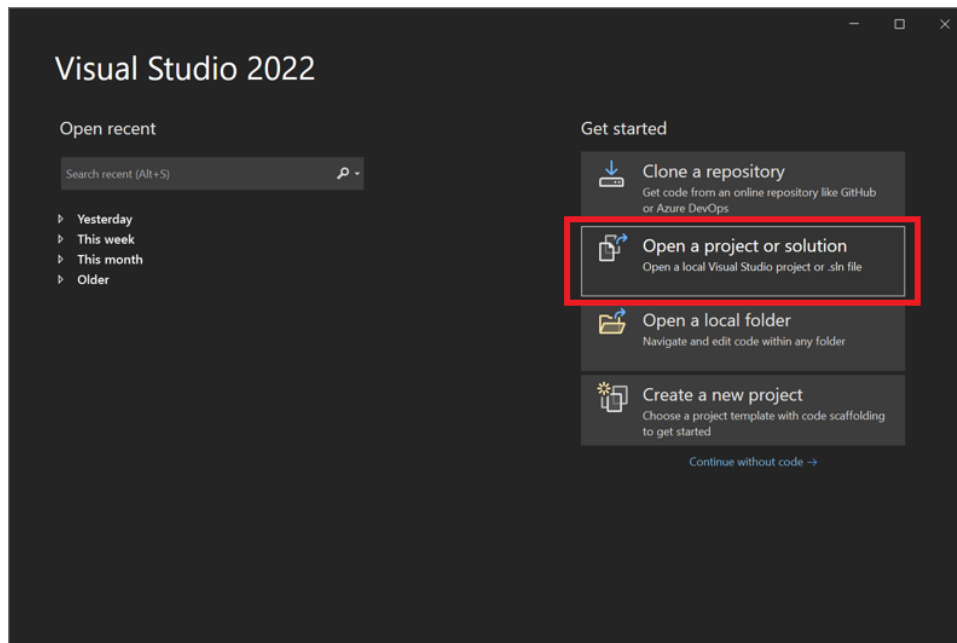 Visual Studio 2022
Open recent
Search recent (Alt+S)
Yesterday
This week
This month
Older
Get started
Clone a repository
Get code from an online repository like GitHub
or Azure DevOps
Open a project or solution
Open a local Visual Studio project or .sln file
Open a local folder
Navigate and edit code within any folder
Create a new project
Choose a project template with code scaffolding
to get started
Continue without code →